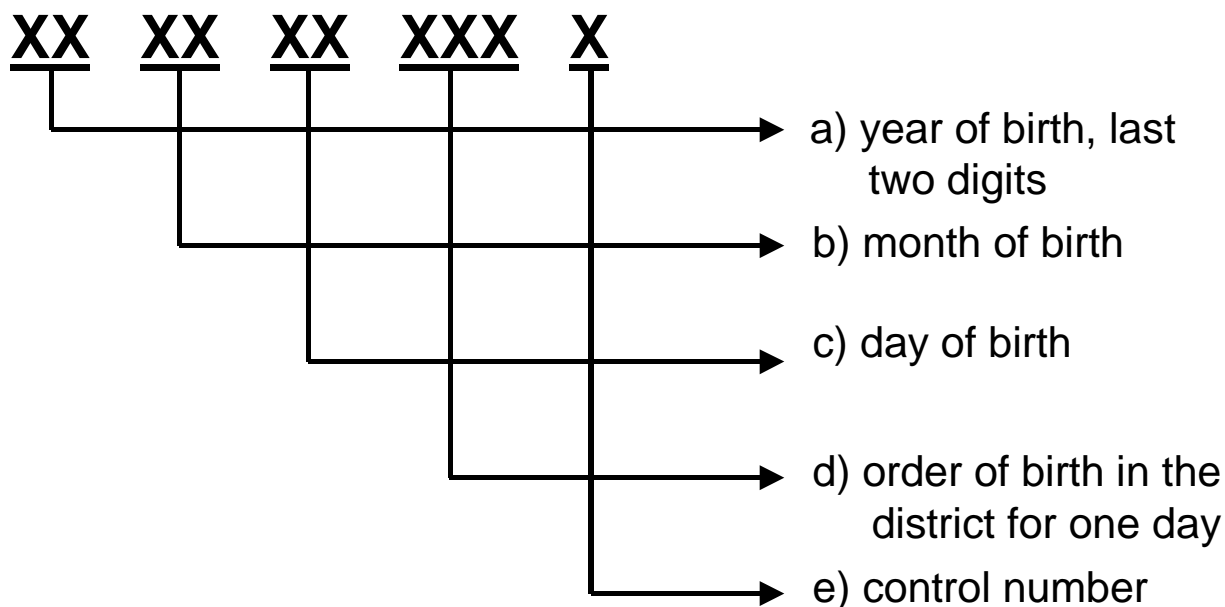 XX XX XX XXX X
a) year of birth, last
two digits
b) month of birth
c) day of birth
d) order of birth in the
district for one day
e) control number